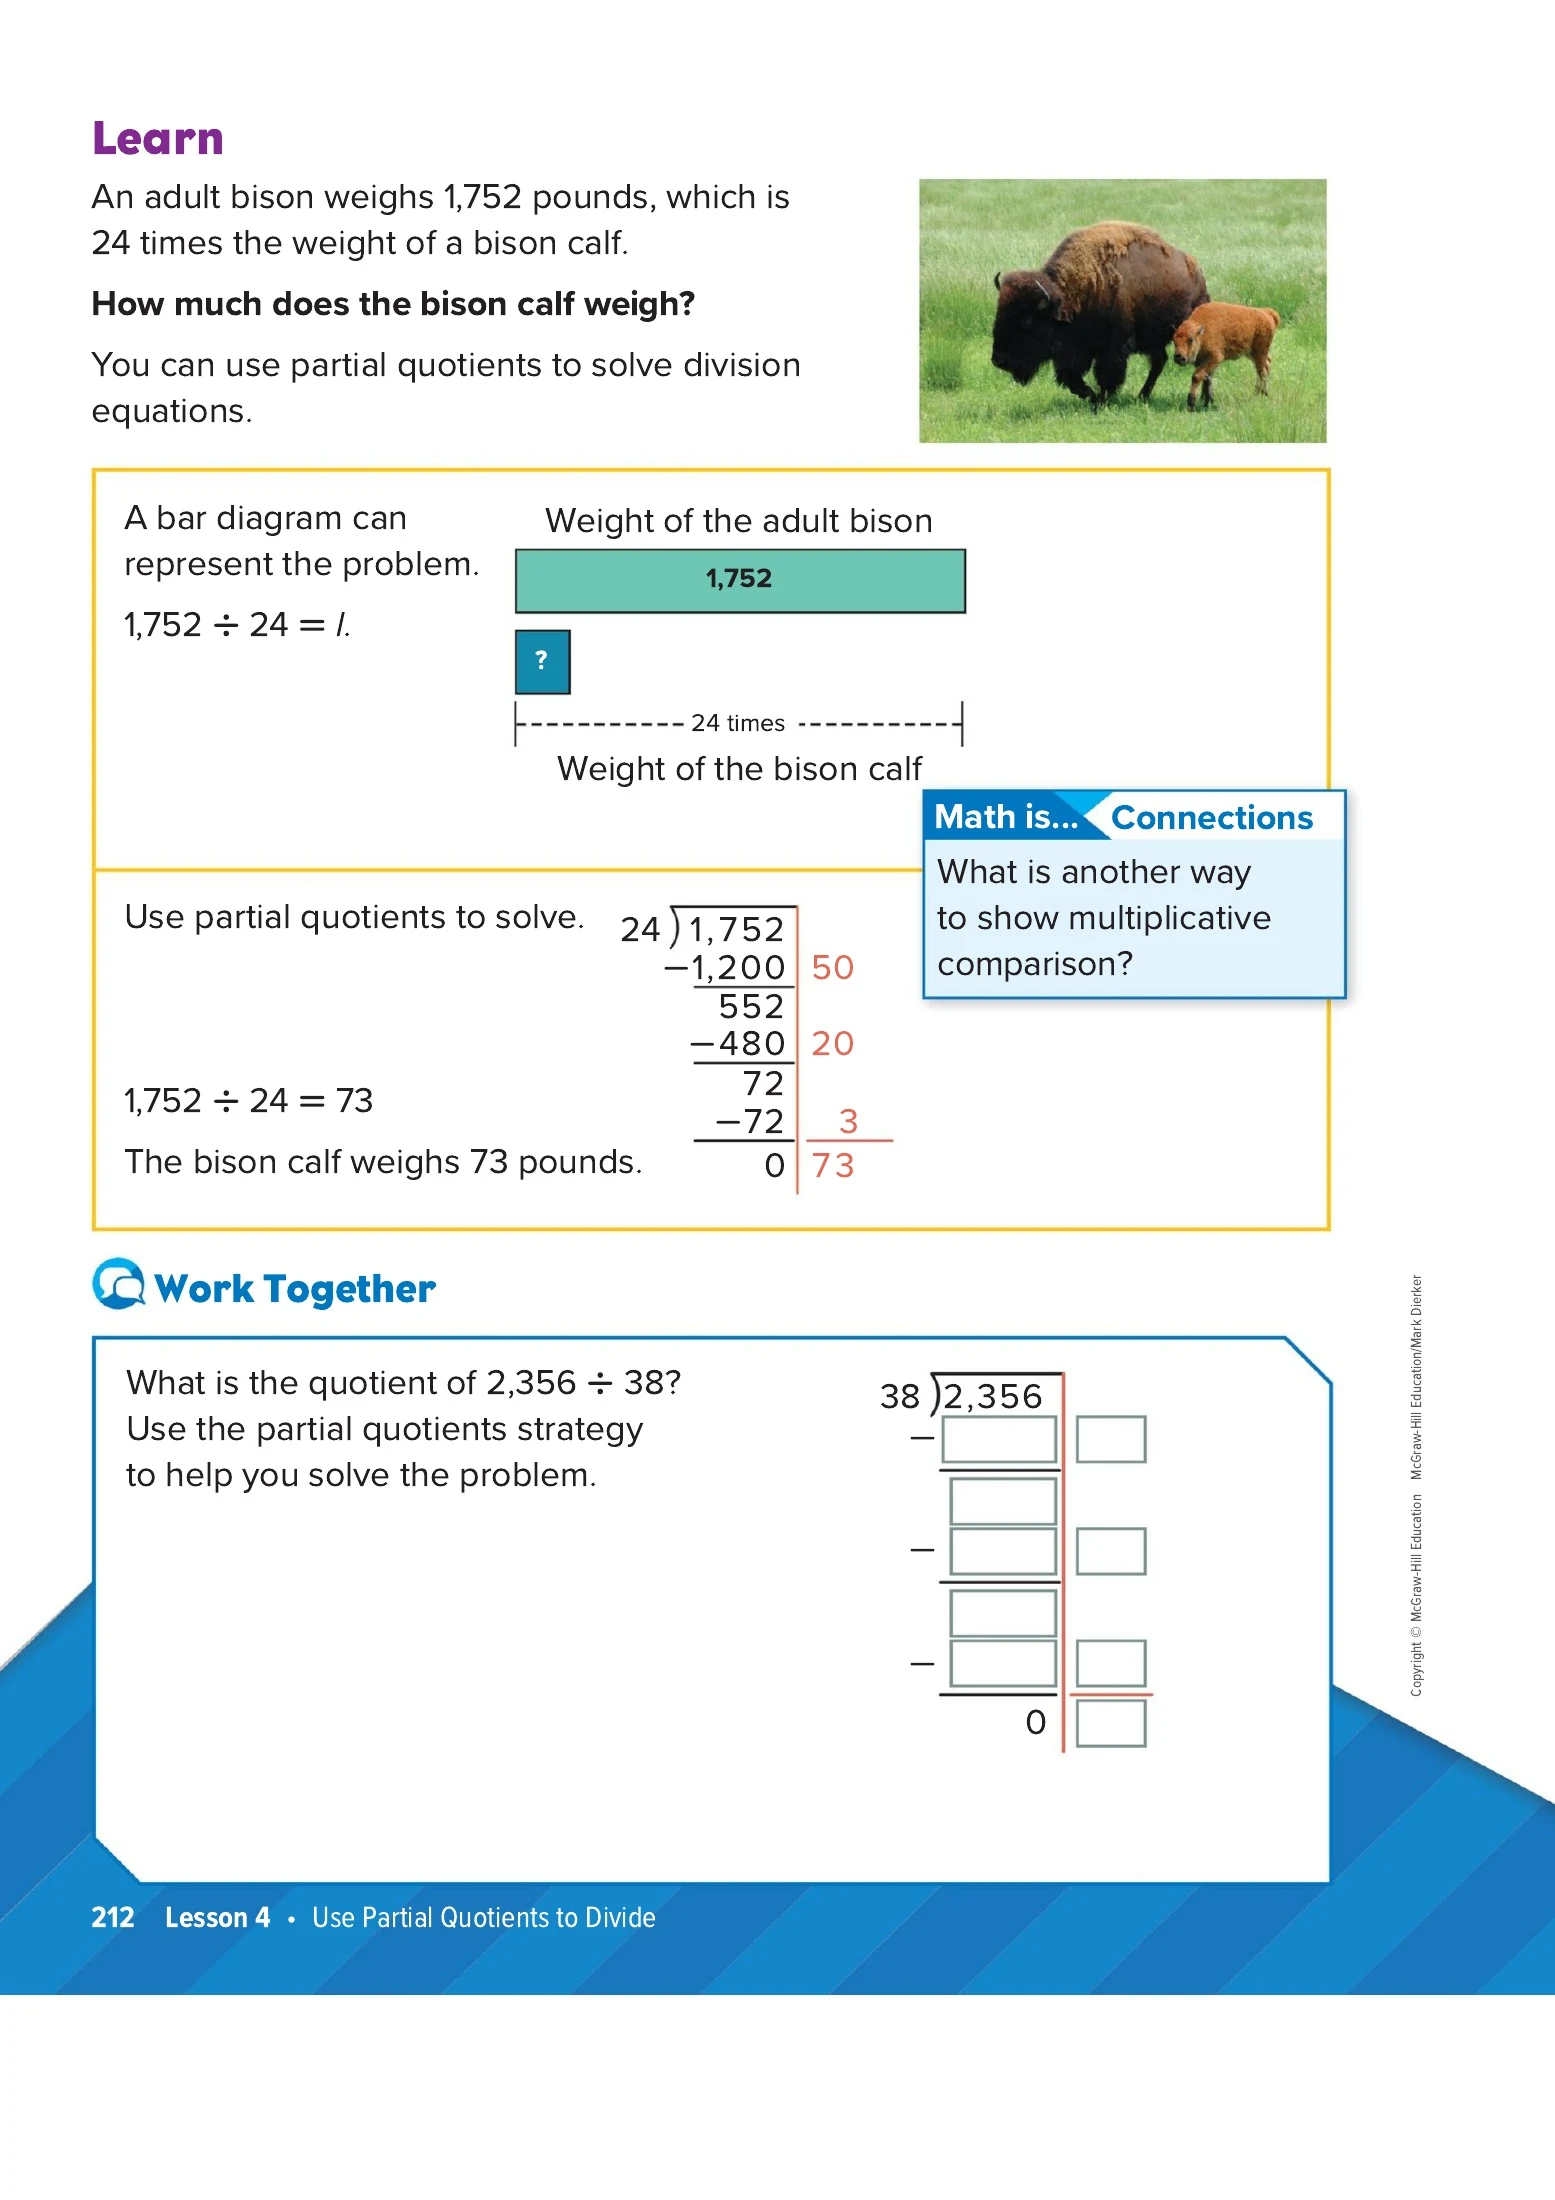 Learn
An adult bison weighs 1,752 pounds, which is
24 times the weight of a bison calf.
How much does the bison calf weigh?
You can use partial quotients to solve division
equations.
A bar diagram can
represent the problem.
1,752 ÷ 24 = l.
Weight of the adult bison
1,752
?
24 times
Weight of the bison calf
Math is... Connections
What is another way
to show multiplicative
comparison?
Use partial quotients to solve.
24 ) 1,752
−1,200 50
552
−480 20
72
−72 3
0 73
1,752 ÷ 24 = 73
The bison calf weighs 73 pounds.
Work Together
What is the quotient of 2,356 ÷ 38?
Use the partial quotients strategy
to help you solve the problem.
38 ) 2,356
−
−
−
0
Copyright © McGraw-Hill Education McGraw-Hill Education/Mark Dierker
212 Lesson 4 • Use Partial Quotients to Divide